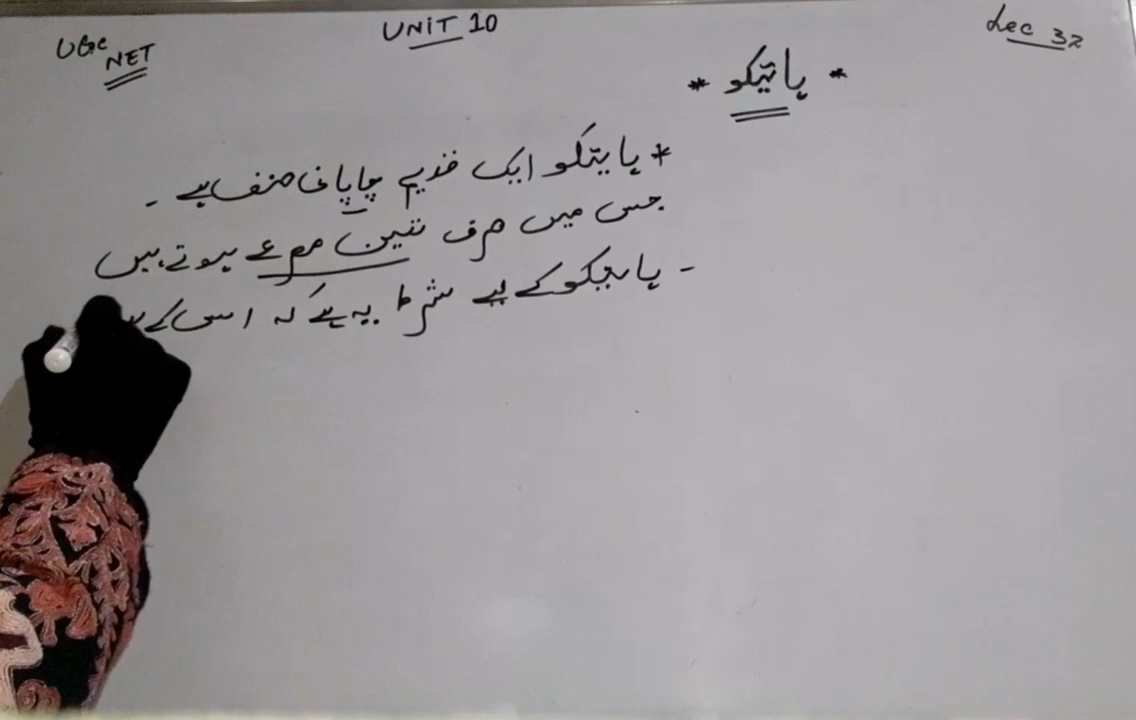 UGC NET
UNIT 10
Lec 32
* ہائیکو *
* ہائیکو ایک قدیم جاپانی صنف ہے ۔
جس میں صرف تین مصرعے ہوتے ہیں
- ہائیکو کے لیے شرط یہ ہے کہ اس کے